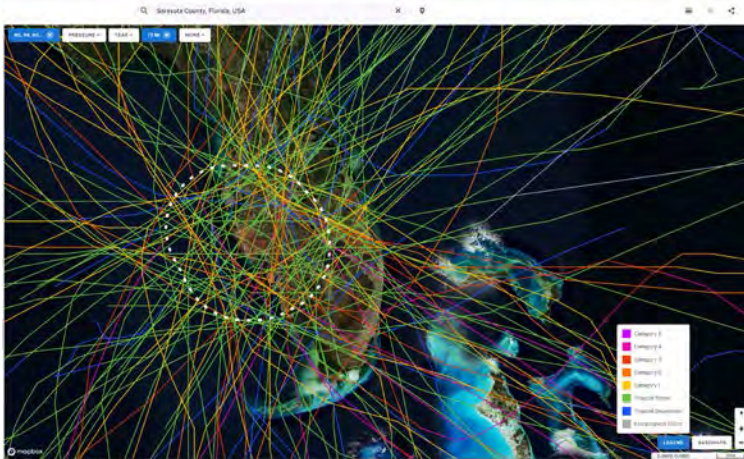 Sarasota County, Florida, USA
PRESSURE
YEAR
MORE
Category 5
Category 4
Category 3
Category 2
Category 1
Tropical Storm
Tropical Depression
LEGEND
BASEMAPS
mapbox